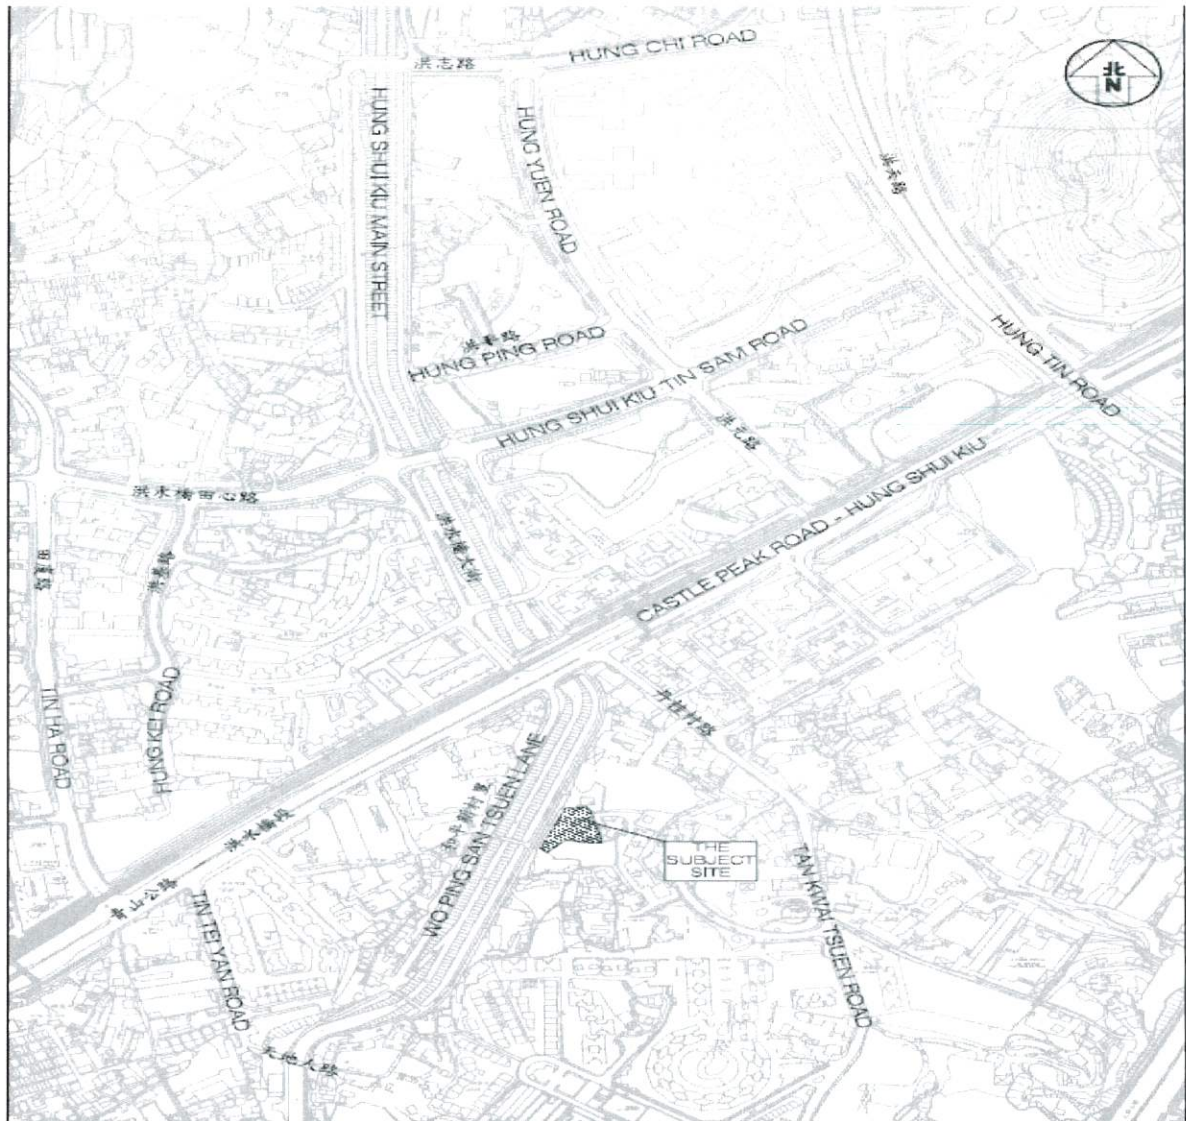 HUNG CHI ROAD
洪志路
北
N
HUNG SHUI KIU MAIN STREET
HUNG YUEN ROAD
洪天路
洪平路
HUNG PING ROAD
HUNG SHUI KIU TIN SAM ROAD
HUNG TIN ROAD
洪元路
洪水橋田心路
洪水橋大街
CASTLE PEAK ROAD - HUNG SHUI KIU
田廈路
洪基路
TIN HA ROAD
HUNG KEI ROAD
丹桂村路
WO PING SAN TSUEN LANE
和平新村里
洪水橋段
青山公路
THE
SUBJECT
SITE
TAN KWAI TSUEN ROAD
TIN TEI YAN ROAD
天地人路